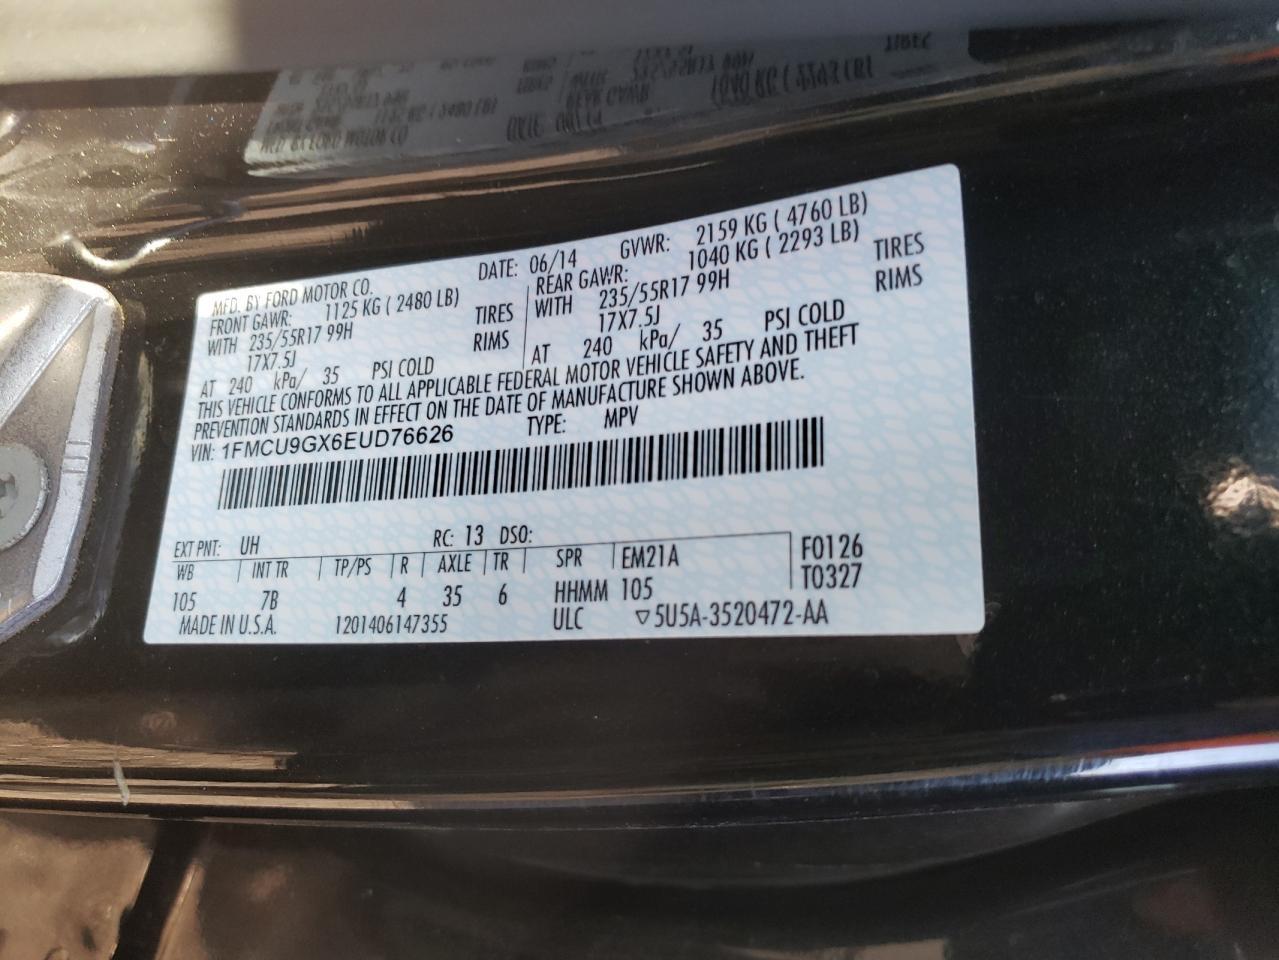 MFD. BY FORD MOTOR CO.
DATE: 06/14 GVWR: 2159 KG ( 4760 LB)
FRONT GAWR: 1125 KG ( 2480 LB) REAR GAWR: 1040 KG ( 2293 LB)
WITH 235/55R17 99H TIRES WITH 235/55R17 99H TIRES
17X7.5J RIMS 17X7.5J RIMS
AT 240 kPa/ 35 PSI COLD AT 240 kPa/ 35 PSI COLD
THIS VEHICLE CONFORMS TO ALL APPLICABLE FEDERAL MOTOR VEHICLE SAFETY AND THEFT
PREVENTION STANDARDS IN EFFECT ON THE DATE OF MANUFACTURE SHOWN ABOVE.
VIN: 1FMCU9GX6EUD76626 TYPE: MPV
EXT PNT: UH RC: 13 DSO:
WB INT TR TP/PS R AXLE TR SPR EM21A F0126
105 7B 4 35 6 HHMM 105 T0327
MADE IN U.S.A. 1201406147355 ULC ▽5U5A-3520472-AA